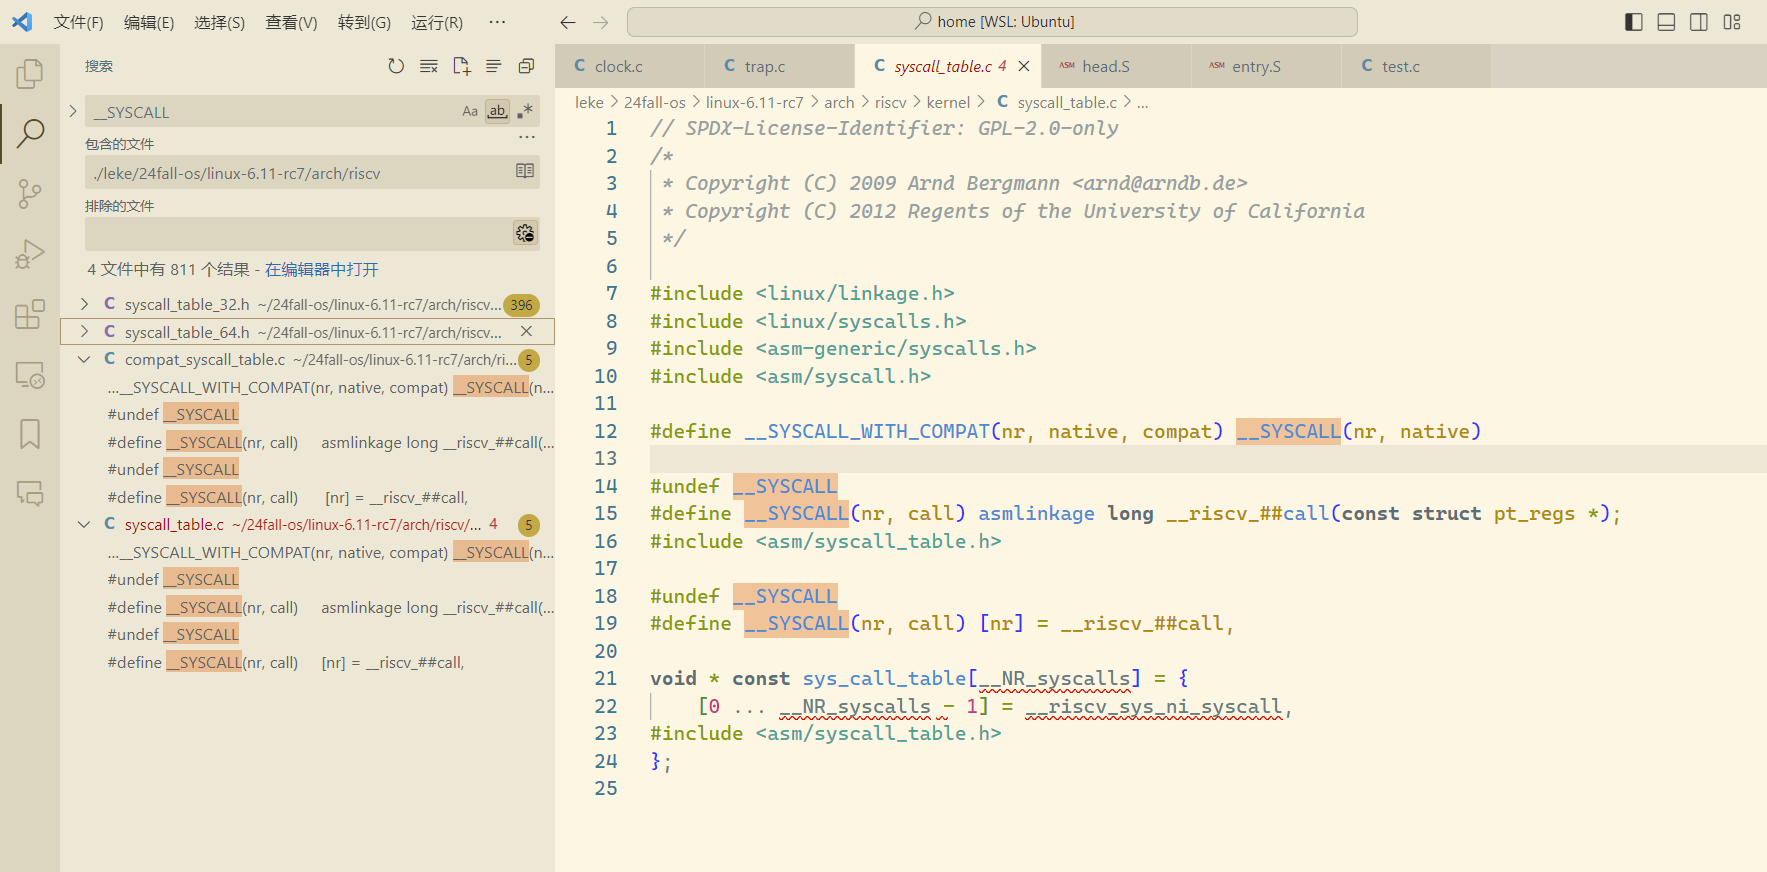 文件(F) 编辑(E) 选择(S) 查看(V) 转到(G) 运行(R) ···
home [WSL: Ubuntu]
搜索
__SYSCALL
Aa ab
包含的文件
./leke/24fall-os/linux-6.11-rc7/arch/riscv
排除的文件
4 文件中有 811 个结果 - 在编辑器中打开
C syscall_table_32.h ~/24fall-os/linux-6.11-rc7/arch/riscv... 396
C syscall_table_64.h ~/24fall-os/linux-6.11-rc7/arch/riscv...
C compat_syscall_table.c ~/24fall-os/linux-6.11-rc7/arch/ri... 5
...__SYSCALL_WITH_COMPAT(nr, native, compat) __SYSCALL(n...
#undef __SYSCALL
#define __SYSCALL(nr, call) asmlinkage long __riscv_##call(...
#undef __SYSCALL
#define __SYSCALL(nr, call) [nr] = __riscv_##call,
C syscall_table.c ~/24fall-os/linux-6.11-rc7/arch/riscv/... 4 5
...__SYSCALL_WITH_COMPAT(nr, native, compat) __SYSCALL(n...
#undef __SYSCALL
#define __SYSCALL(nr, call) asmlinkage long __riscv_##call(...
#undef __SYSCALL
#define __SYSCALL(nr, call) [nr] = __riscv_##call,
C clock.c C trap.c C syscall_table.c 4 ASM head.S ASM entry.S C test.c
leke > 24fall-os > linux-6.11-rc7 > arch > riscv > kernel > C syscall_table.c > ...
1 // SPDX-License-Identifier: GPL-2.0-only
2 /*
3 * Copyright (C) 2009 Arnd Bergmann <arnd@arndb.de>
4 * Copyright (C) 2012 Regents of the University of California
5 */
6
7 #include <linux/linkage.h>
8 #include <linux/syscalls.h>
9 #include <asm-generic/syscalls.h>
10 #include <asm/syscall.h>
11
12 #define __SYSCALL_WITH_COMPAT(nr, native, compat) __SYSCALL(nr, native)
13
14 #undef __SYSCALL
15 #define __SYSCALL(nr, call) asmlinkage long __riscv_##call(const struct pt_regs *);
16 #include <asm/syscall_table.h>
17
18 #undef __SYSCALL
19 #define __SYSCALL(nr, call) [nr] = __riscv_##call,
20
21 void * const sys_call_table[__NR_syscalls] = {
22 [0 ... __NR_syscalls - 1] = __riscv_sys_ni_syscall,
23 #include <asm/syscall_table.h>
24 };
25